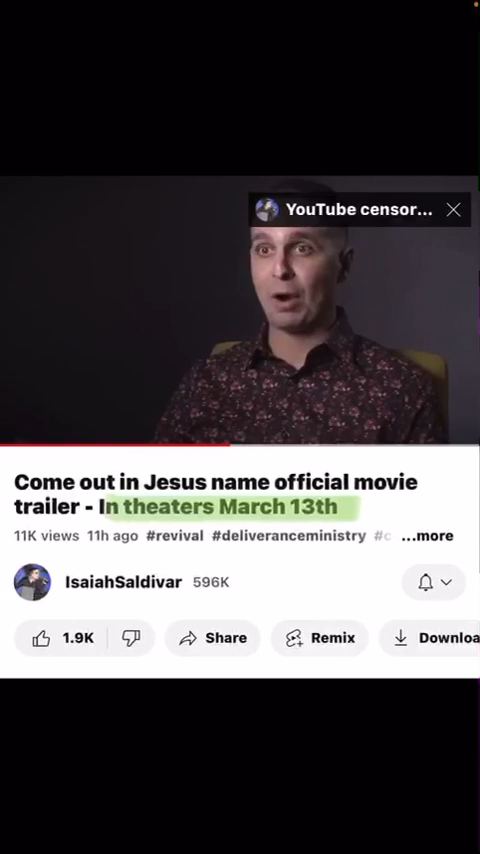 YouTube censor...
Come out in Jesus name official movie
trailer - In theaters March 13th
11K views 11h ago #revival #deliveranceministry #c ...more
IsaiahSaldivar 596K
1.9K Share Remix Downloa